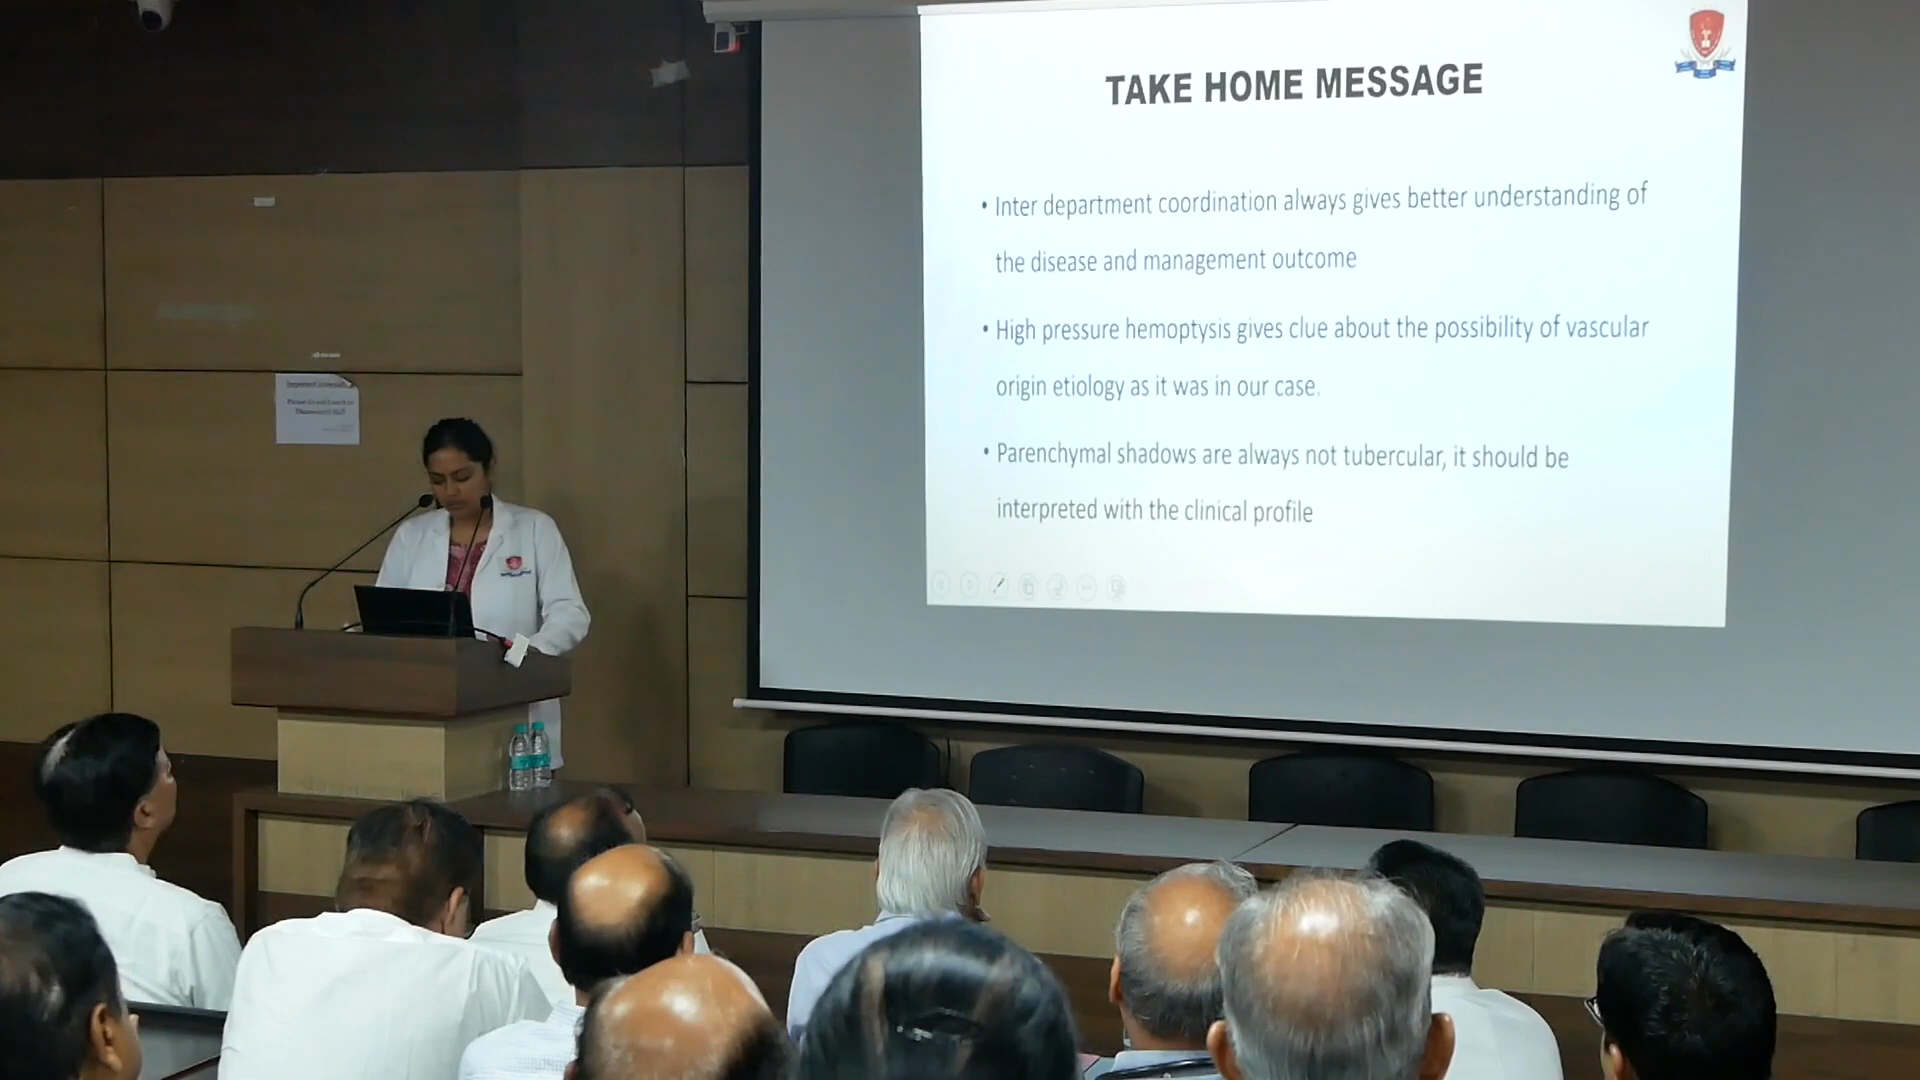 TAKE HOME MESSAGE
• Inter department coordination always gives better understanding of
the disease and management outcome
• High pressure hemoptysis gives clue about the possibility of vascular
origin etiology as it was in our case.
• Parenchymal shadows are always not tubercular, it should be
interpreted with the clinical profile